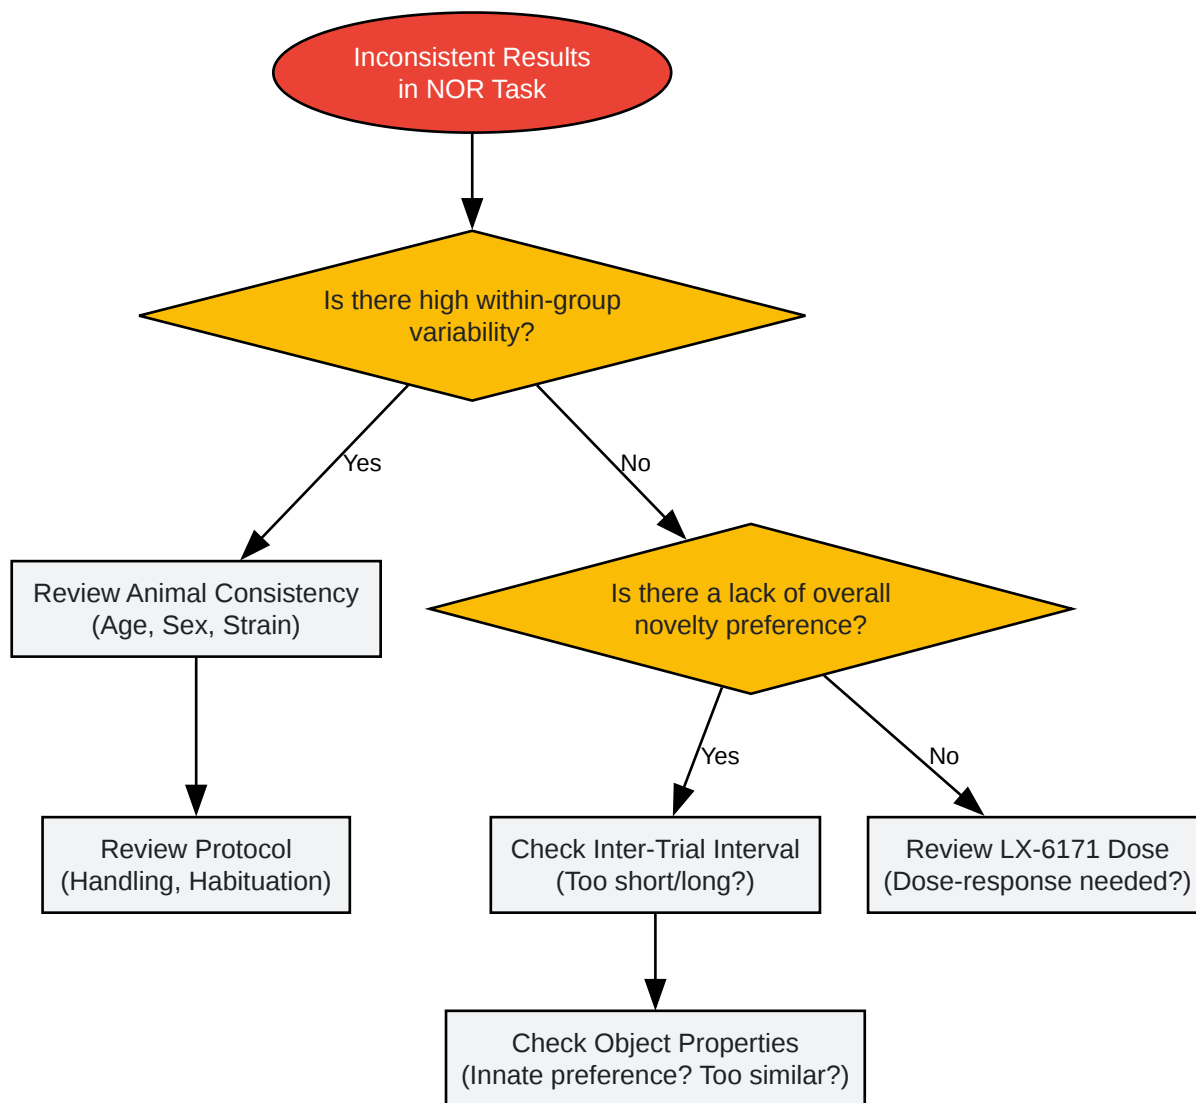 Inconsistent Results
in NOR Task
Is there high within-group
variability?
Yes
No
Review Animal Consistency
(Age, Sex, Strain)
Is there a lack of overall
novelty preference?
Yes
No
Review Protocol
(Handling, Habituation)
Check Inter-Trial Interval
(Too short/long?)
Review LX-6171 Dose
(Dose-response needed?)
Check Object Properties
(Innate preference? Too similar?)